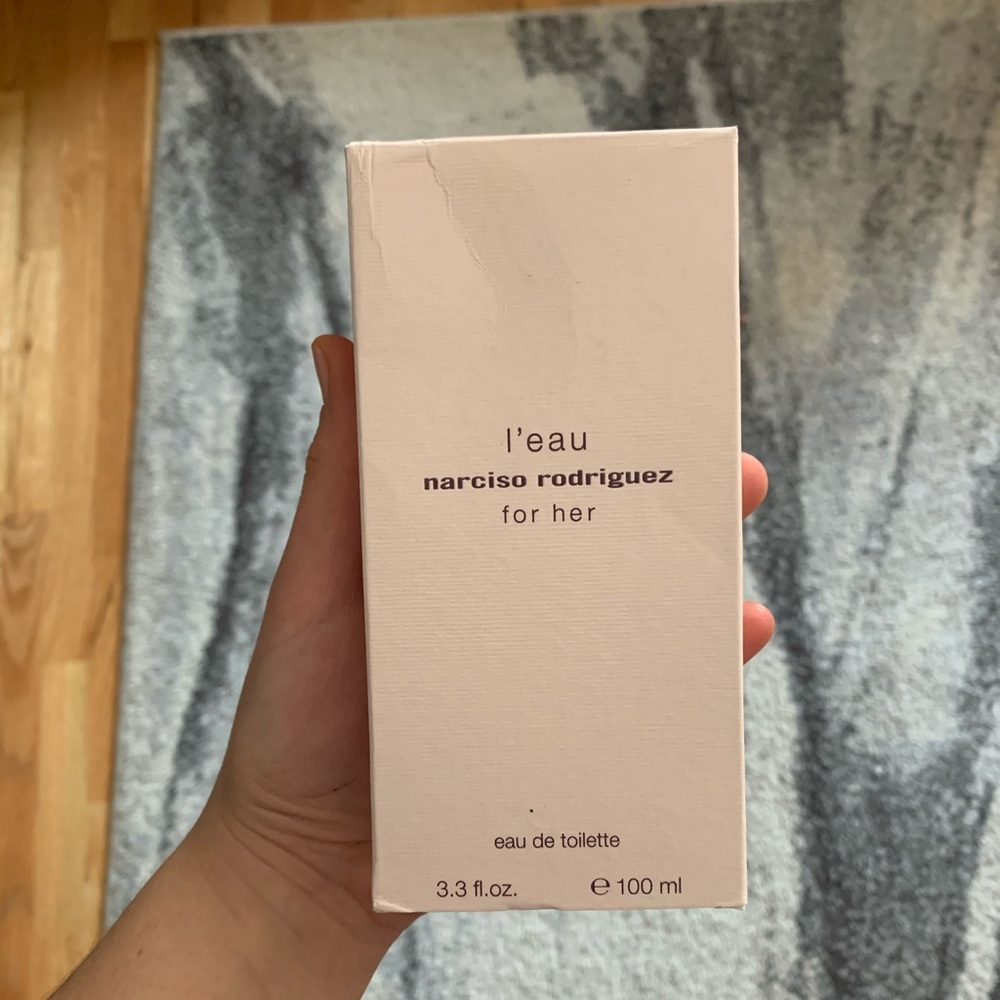 l'eau
narciso rodriguez
for her
eau de toilette
3.3 fl.oz. ℮ 100 ml